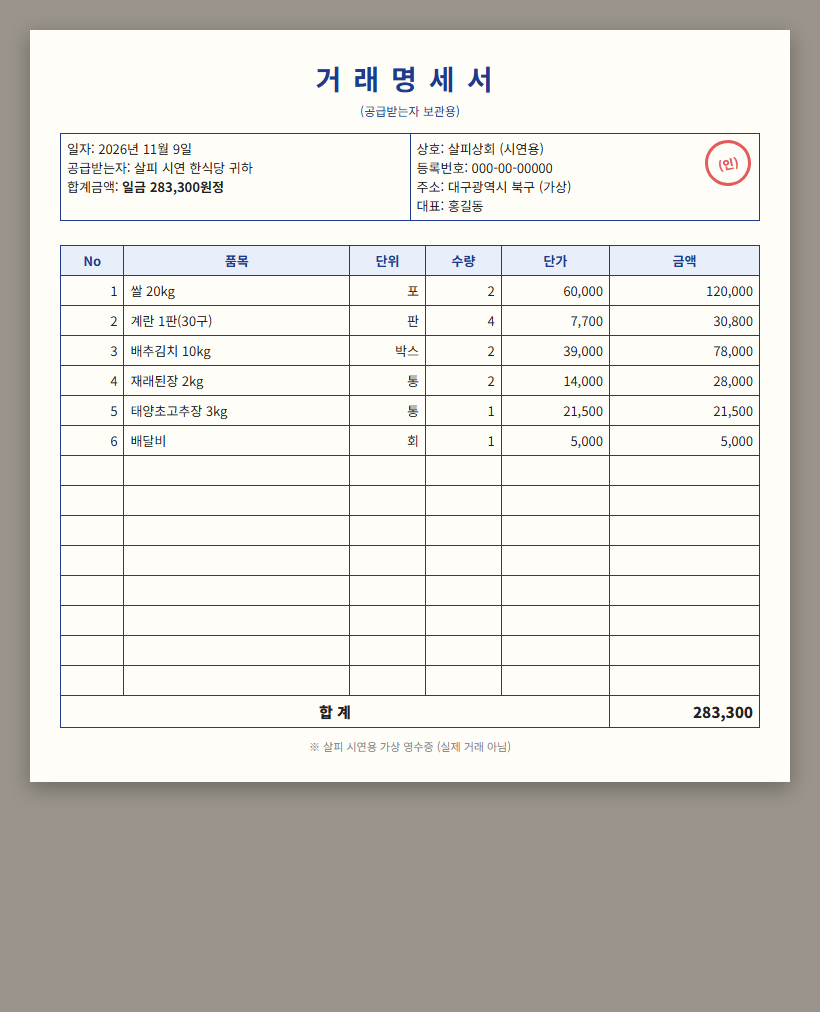 거 래 명 세 서
(공급받는자 보관용)
일자: 2026년 11월 9일
공급받는자: 살피 시연 한식당 귀하
합계금액: 일금 283,300원정
상호: 살피상회 (시연용)
등록번호: 000-00-00000
주소: 대구광역시 북구 (가상)
대표: 홍길동
(인)
No 품목 단위 수량 단가 금액
1 쌀 20kg 포 2 60,000 120,000
2 계란 1판(30구) 판 4 7,700 30,800
3 배추김치 10kg 박스 2 39,000 78,000
4 재래된장 2kg 통 2 14,000 28,000
5 태양초고추장 3kg 통 1 21,500 21,500
6 배달비 회 1 5,000 5,000
합 계 283,300
※ 살피 시연용 가상 영수증 (실제 거래 아님)